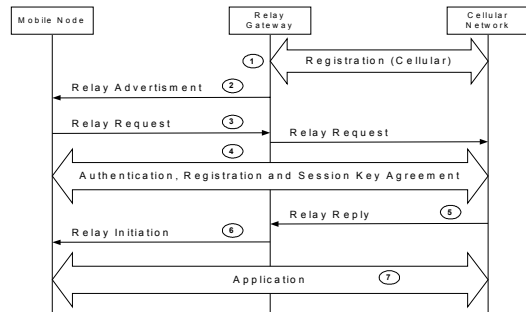 Mobile Node
Relay
Gateway
Cellular
Network
1
Registration (Cellular)
Relay Advertisment
2
Relay Request
3
Relay Request
4
Authentication, Registration and Session Key Agreement
Relay Reply
5
Relay Initiation
6
Application
7